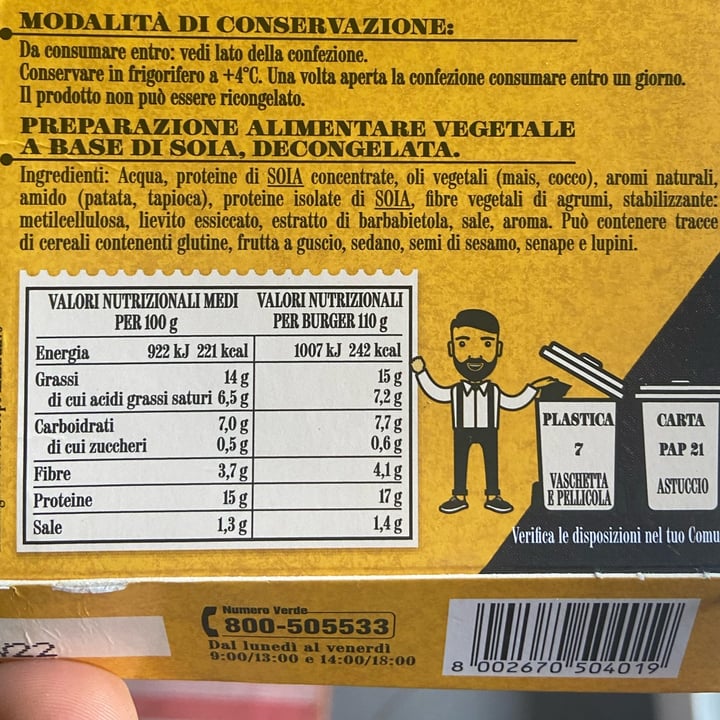 MODALITÀ DI CONSERVAZIONE:
Da consumare entro: vedi lato della confezione.
Conservare in frigorifero a +4°C. Una volta aperta la confezione consumare entro un giorno.
Il prodotto non può essere ricongelato.
PREPARAZIONE ALIMENTARE VEGETALE
A BASE DI SOIA, DECONGELATA.
Ingredienti: Acqua, proteine di SOIA concentrate, oli vegetali (mais, cocco), aromi naturali,
amido (patata, tapioca), proteine isolate di SOIA, fibre vegetali di agrumi, stabilizzante:
metilcellulosa, lievito essiccato, estratto di barbabietola, sale, aroma. Può contenere tracce
di cereali contenenti glutine, frutta a guscio, sedano, semi di sesamo, senape e lupini.
VALORI NUTRIZIONALI MEDI PER 100 g VALORI NUTRIZIONALI PER BURGER 110 g
Energia 922 kJ 221 kcal 1007 kJ 242 kcal
Grassi 14 g 15 g
di cui acidi grassi saturi 6,5 g 7,2 g
Carboidrati 7,0 g 7,7 g
di cui zuccheri 0,5 g 0,6 g
Fibre 3,7 g 4,1 g
Proteine 15 g 17 g
Sale 1,3 g 1,4 g
PLASTICA
7
VASCHETTA
E PELLICOLA
CARTA
PAP 21
ASTUCCIO
Verifica le disposizioni nel tuo Comu
Numero Verde
800-505533
Dal lunedì al venerdì
9:00/13:00 e 14:00/18:00
8 002670 504019